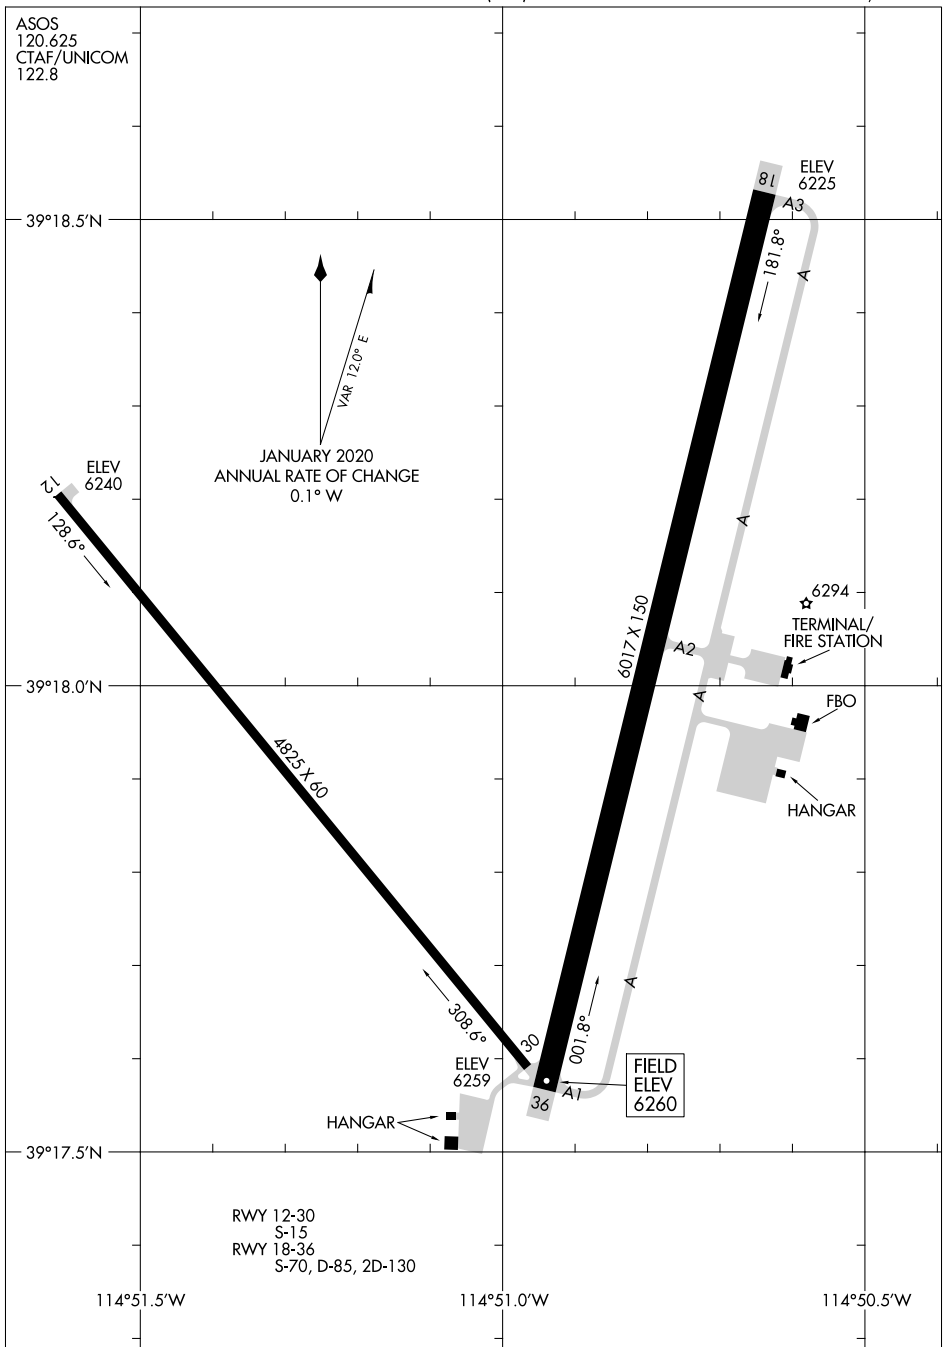 ASOS
120.625
CTAF/UNICOM
122.8
18
ELEV
6225
A3
39°18.5'N
181.8°
A
VAR 12.0° E
JANUARY 2020
ANNUAL RATE OF CHANGE
0.1° W
12
ELEV
6240
128.6°
A
6294
6017 X 150
TERMINAL/
FIRE STATION
A2
39°18.0'N
A
FBO
4825 X 60
HANGAR
A
308.6°
30
001.8°
ELEV
6259
FIELD
ELEV
6260
A1
36
HANGAR
39°17.5'N
RWY 12-30
S-15
RWY 18-36
S-70, D-85, 2D-130
114°51.5'W
114°51.0'W
114°50.5'W